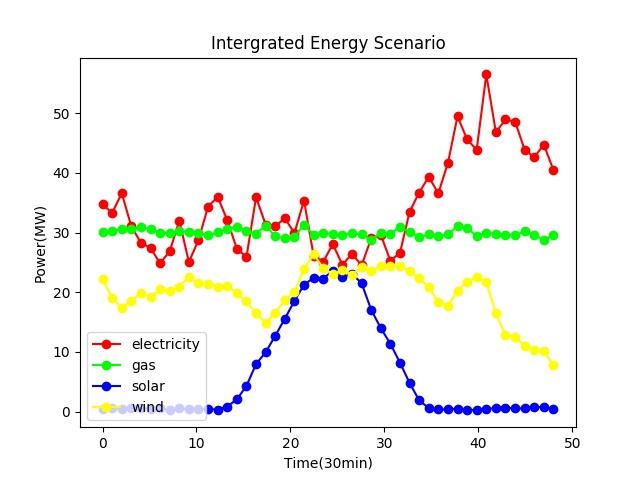 Intergrated Energy Scenario
Power(MW)
50
40
30
20
10
0
electricity
gas
solar
wind
0 10 20 30 40 50
Time(30min)